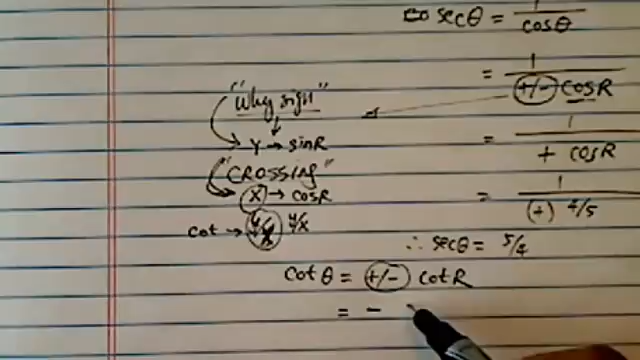 secθ = 1/cosθ
= 1/(+/-) cosR
"Why sign"
= 1/+ cosR
Y → sinR
"CROSSING"
X → cosR
= 1/(+) 4/5
cot → y/x
∴ secθ = 5/4
cotθ = +/- cotR
= -